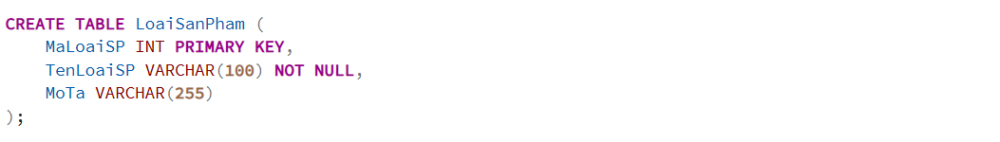 CREATE TABLE LoaiSanPham (
    MaLoaiSP INT PRIMARY KEY,
    TenLoaiSP VARCHAR(100) NOT NULL,
    MoTa VARCHAR(255)
);